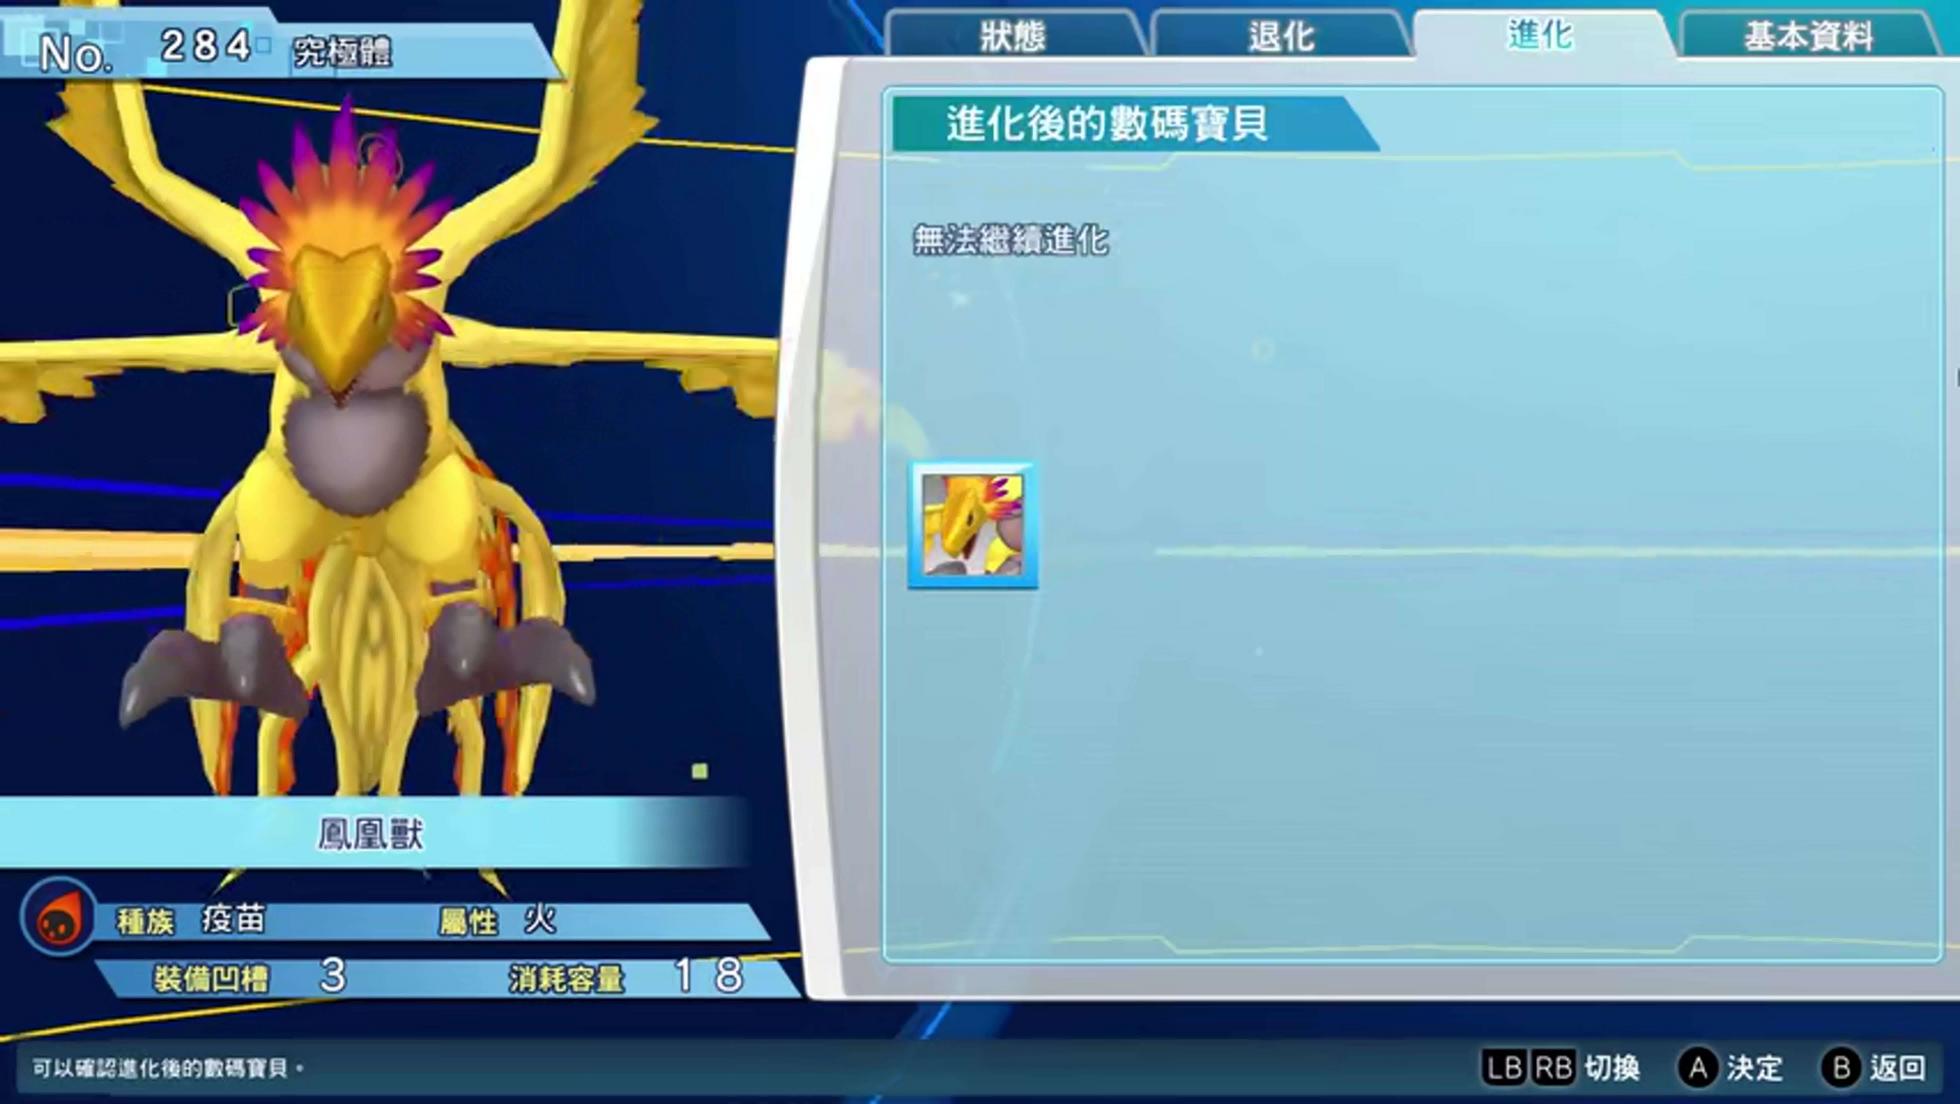 No. 284 究極體
狀態
退化
進化
基本資料
進化後的數碼寶貝
無法繼續進化
鳳凰獸
種族 疫苗
屬性 火
裝備凹槽 3
消耗容量 18
可以確認進化後的數碼寶貝。
LB RB 切換
A 決定
B 返回